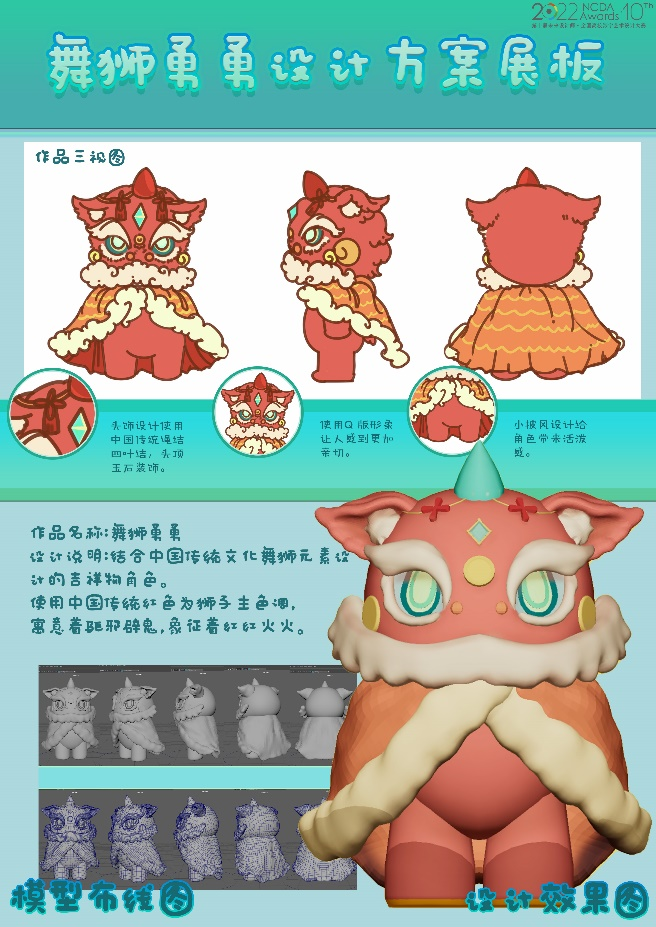 2022 NCDA Awards 10TH
舞狮勇勇设计方案展板
作品三视图
头饰设计使用
中国传统绳结
四叶结，头顶
玉石装饰。
使用Q版形象
让人感到更加
亲切。
小披风设计给
角色带来活泼
感。
作品名称:舞狮勇勇
设计说明:结合中国传统文化舞狮元素设
计的吉祥物角色。
使用中国传统红色为狮子主色调,
寓意着驱邪辟鬼,象征着红红火火。
模型布线图
设计效果图